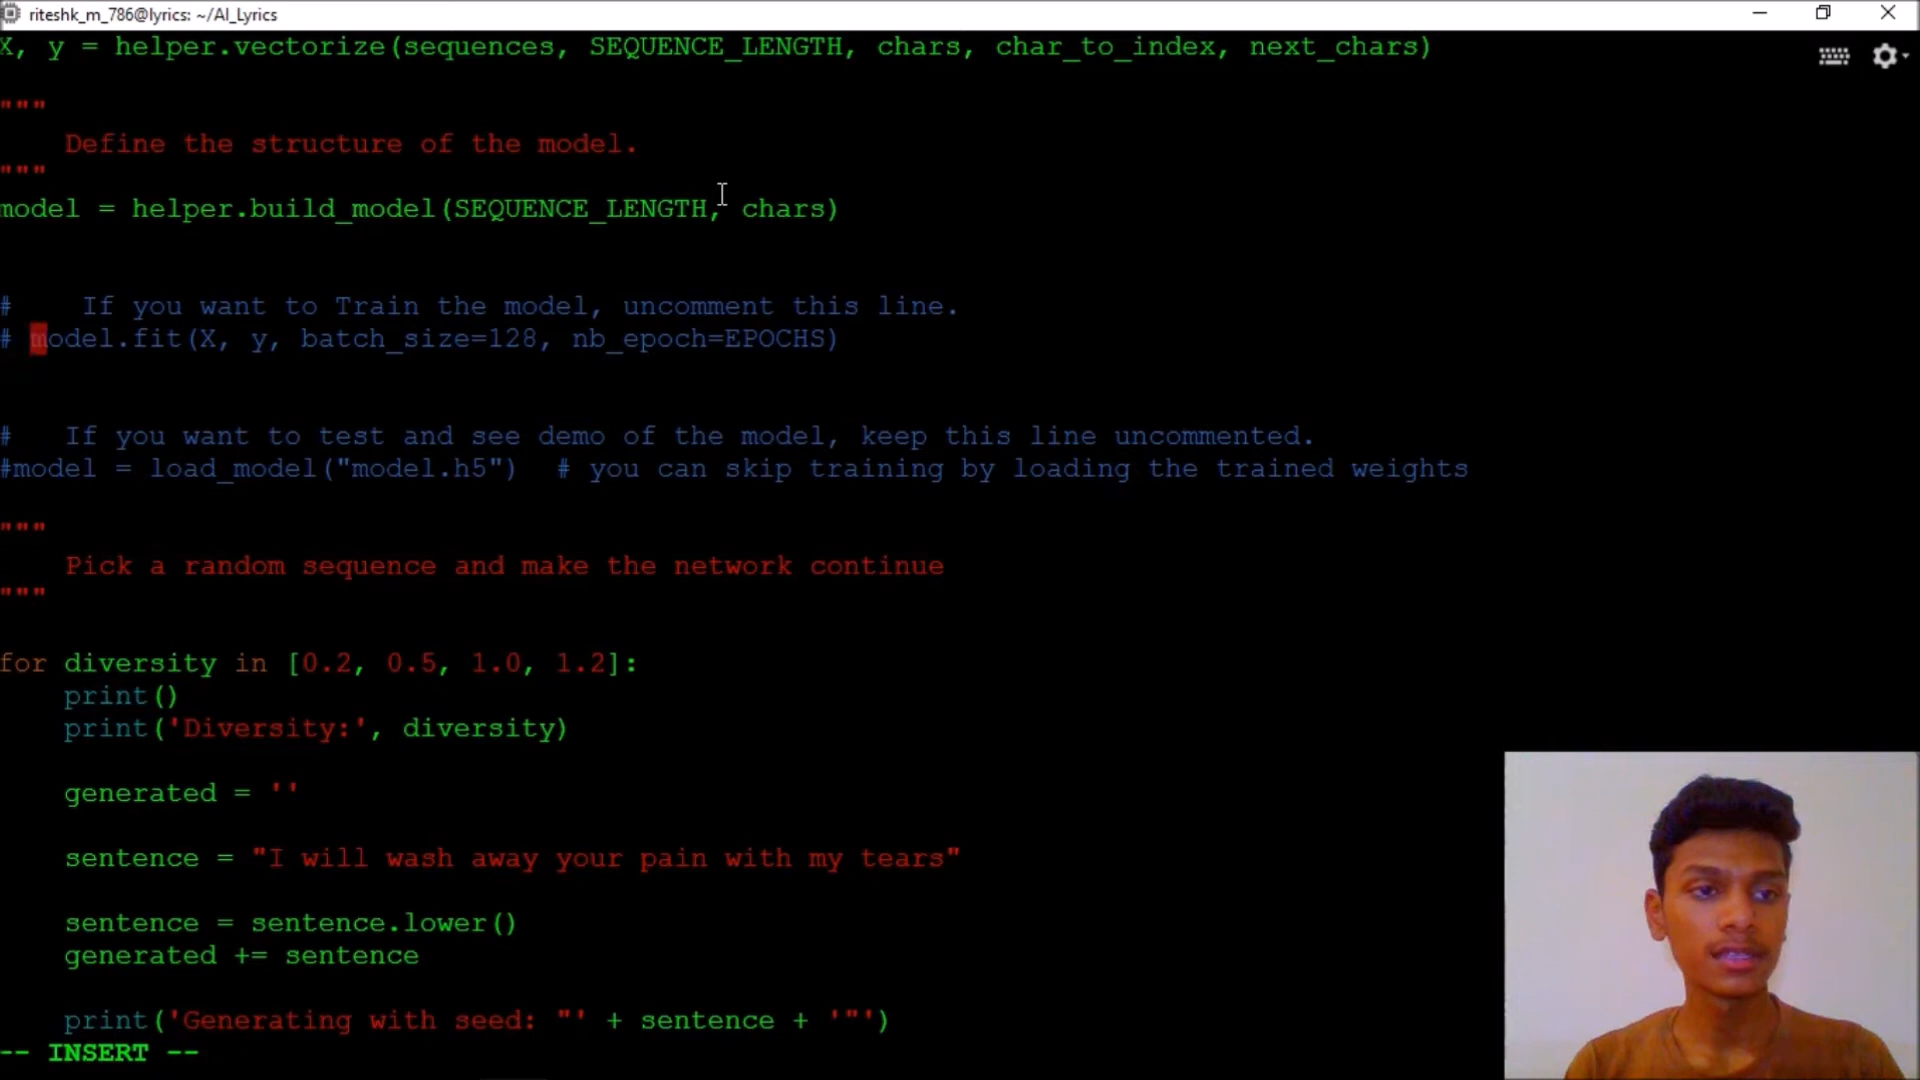 riteshk_m_786@lyrics: ~/AI_Lyrics
X, y = helper.vectorize(sequences, SEQUENCE_LENGTH, chars, char_to_index, next_chars)
"""
Define the structure of the model.
"""
model = helper.build_model(SEQUENCE_LENGTH, chars)
#    If you want to Train the model, uncomment this line.
# model.fit(X, y, batch_size=128, nb_epoch=EPOCHS)
#   If you want to test and see demo of the model, keep this line uncommented.
#model = load_model("model.h5")  # you can skip training by loading the trained weights
"""
Pick a random sequence and make the network continue
"""
for diversity in [0.2, 0.5, 1.0, 1.2]:
print()
print('Diversity:', diversity)
generated = ''
sentence = "I will wash away your pain with my tears"
sentence = sentence.lower()
generated += sentence
print('Generating with seed: "' + sentence + '"')
-- INSERT --